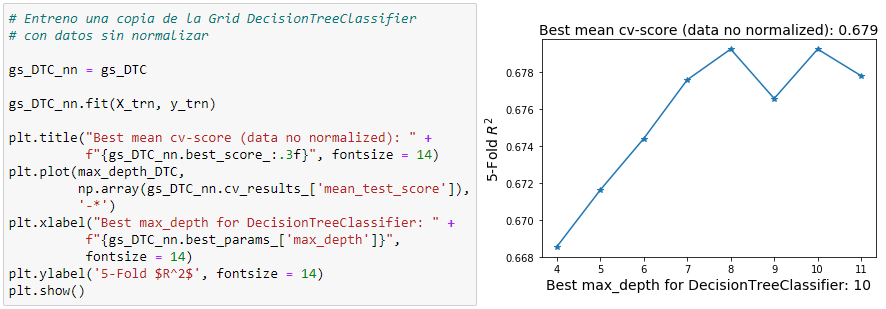 # Entreno una copia de la Grid DecisionTreeClassifier
# con datos sin normalizar
gs_DTC_nn = gs_DTC
gs_DTC_nn.fit(X_trn, y_trn)
plt.title("Best mean cv-score (data no normalized): " +
f"{gs_DTC_nn.best_score_:.3f}", fontsize = 14)
plt.plot(max_depth_DTC,
np.array(gs_DTC_nn.cv_results_['mean_test_score']),
'-*')
plt.xlabel("Best max_depth for DecisionTreeClassifier: " +
f"{gs_DTC_nn.best_params_['max_depth']}",
fontsize = 14)
plt.ylabel('5-Fold $R^2$', fontsize = 14)
plt.show()
Best mean cv-score (data no normalized): 0.679
5-Fold R²
0.678
0.676
0.674
0.672
0.670
0.668
4 5 6 7 8 9 10 11
Best max_depth for DecisionTreeClassifier: 10